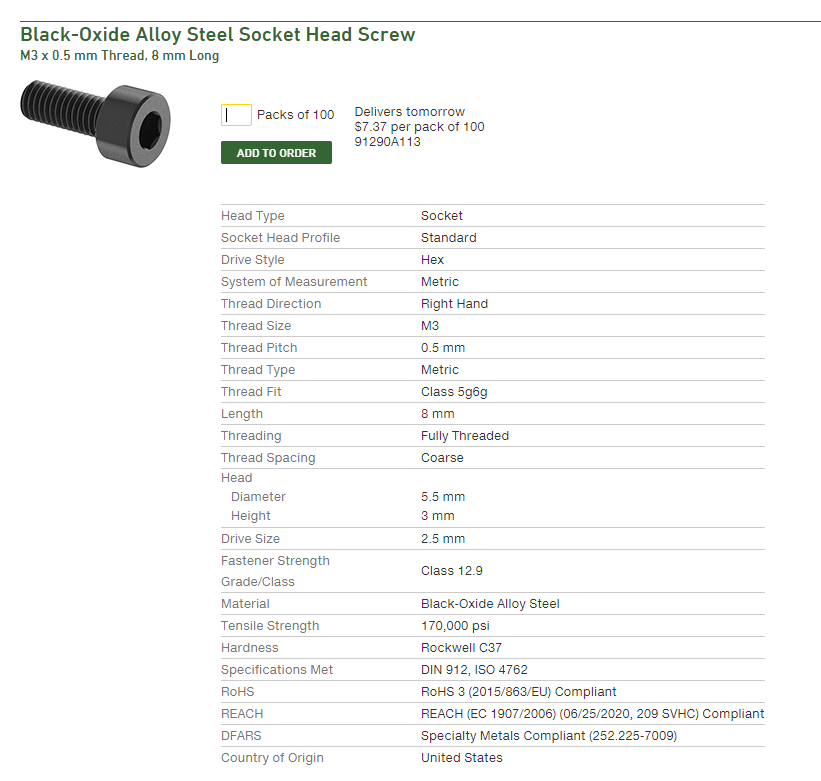 Black-Oxide Alloy Steel Socket Head Screw
M3 x 0.5 mm Thread, 8 mm Long
Packs of 100
ADD TO ORDER
Delivers tomorrow
$7.37 per pack of 100
91290A113
Head Type Socket
Socket Head Profile Standard
Drive Style Hex
System of Measurement Metric
Thread Direction Right Hand
Thread Size M3
Thread Pitch 0.5 mm
Thread Type Metric
Thread Fit Class 5g6g
Length 8 mm
Threading Fully Threaded
Thread Spacing Coarse
Head
Diameter 5.5 mm
Height 3 mm
Drive Size 2.5 mm
Fastener Strength
Grade/Class Class 12.9
Material Black-Oxide Alloy Steel
Tensile Strength 170,000 psi
Hardness Rockwell C37
Specifications Met DIN 912, ISO 4762
RoHS RoHS 3 (2015/863/EU) Compliant
REACH REACH (EC 1907/2006) (06/25/2020, 209 SVHC) Compliant
DFARS Specialty Metals Compliant (252.225-7009)
Country of Origin United States